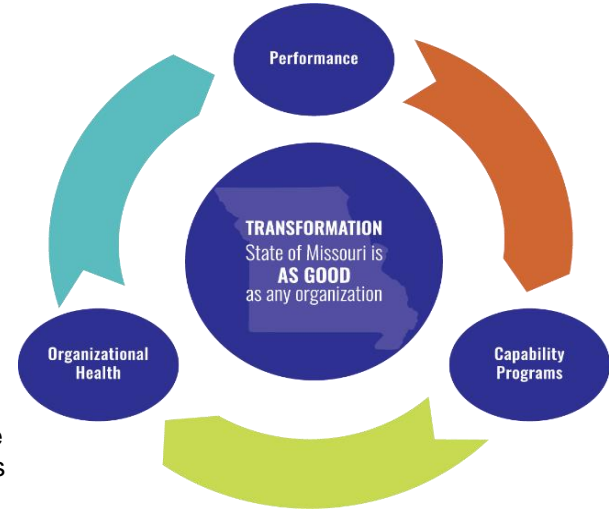 Performance
TRANSFORMATION
State of Missouri is
AS GOOD
as any organization
Organizational
Health
Capability
Programs